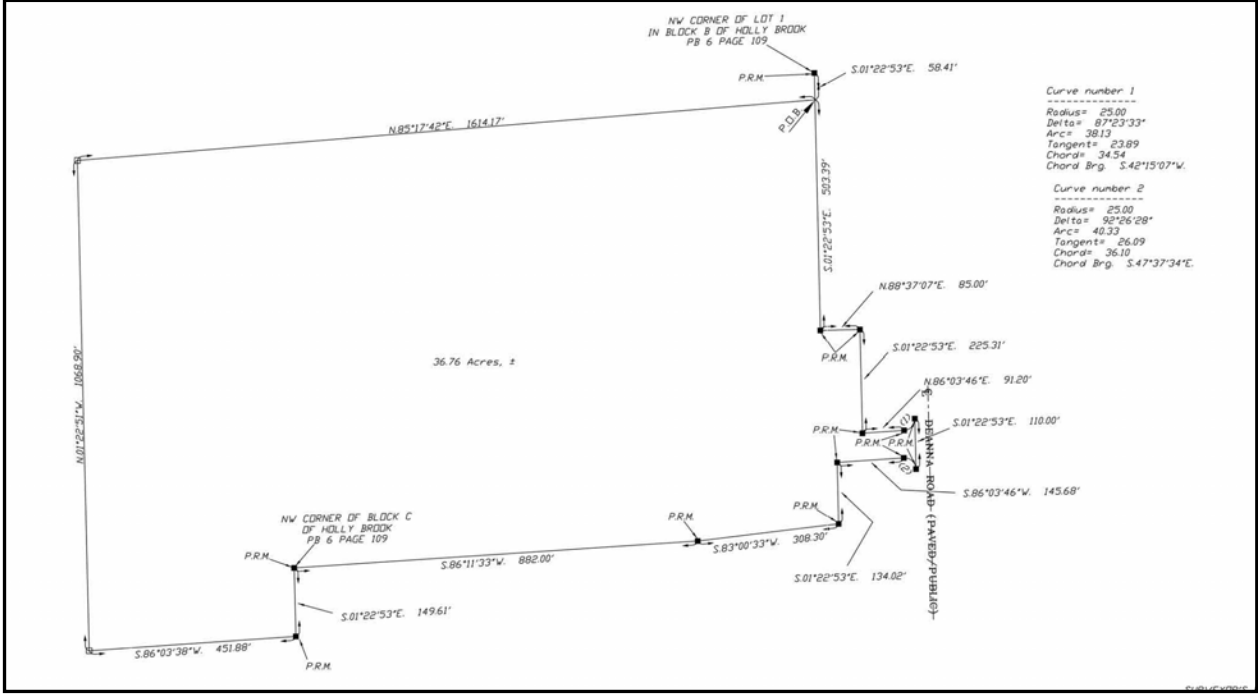 NW CORNER OF LOT 1
IN BLOCK B OF HOLLY BROOK
PB 6 PAGE 109
P.R.M.
S.01°22'53"E. 58.41'
P.O.B.
N.85°17'42"E. 1614.17'
Curve number 1
Radius= 25.00
Delta= 87°23'33"
Arc= 38.13
Tangent= 23.89
Chord= 34.54
Chord Brg. S.42°15'07"W.
Curve number 2
Radius= 25.00
Delta= 92°26'28"
Arc= 40.33
Tangent= 26.09
Chord= 36.10
Chord Brg. S.47°37'34"E.
S.01°22'53"E. 503.39'
N.88°37'07"E. 85.00'
P.R.M.
S.01°22'53"E. 225.31'
N.01°22'51"W. 1068.90'
36.76 Acres, ±
N.86°03'46"E. 91.20'
(1)
S.01°22'53"E. 110.00'
P.R.M.
P.R.M.
P.R.M.
(2)
DEANNA ROAD (PAVED/PUBLIC)
S.86°03'46"W. 145.68'
P.R.M.
S.01°22'53"E. 134.02'
P.R.M.
S.83°00'33"W. 308.30'
NW CORNER OF BLOCK C
OF HOLLY BROOK
PB 6 PAGE 109
P.R.M.
S.86°11'33"W. 882.00'
S.01°22'53"E. 149.61'
S.86°03'38"W. 451.88'
P.R.M.